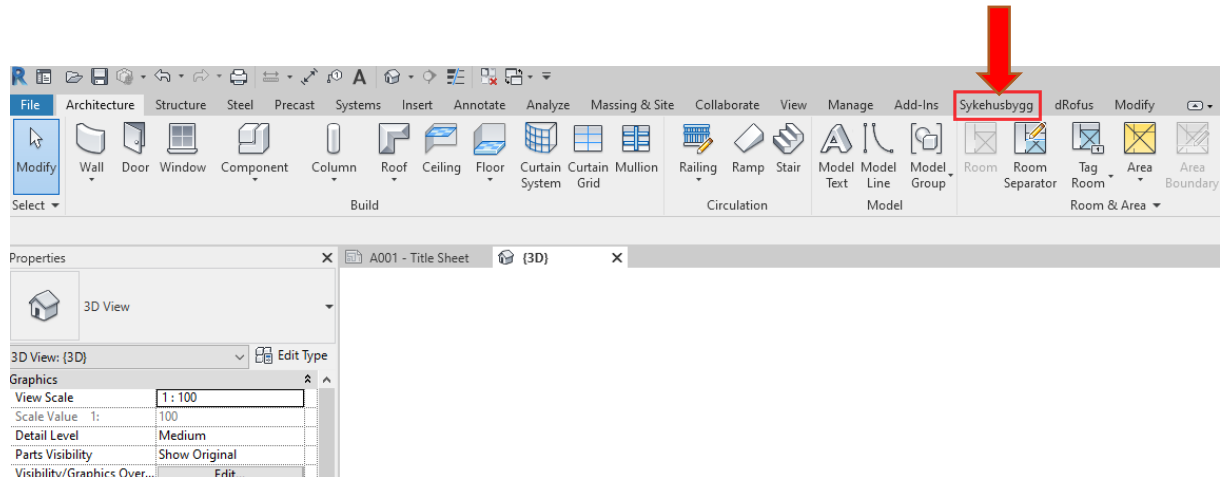 File Architecture Structure Steel Precast Systems Insert Annotate Analyze Massing & Site Collaborate View Manage Add-Ins Sykehusbygg dRofus Modify
Modify Wall Door Window Component Column Roof Ceiling Floor Curtain System Curtain Grid Mullion Railing Ramp Stair Model Text Model Line Model Group Room Room Separator Tag Room Area Area Boundary
Select Build Circulation Model Room & Area
Properties A001 - Title Sheet {3D}
3D View
3D View: {3D} Edit Type
Graphics
View Scale 1 : 100
Scale Value 1: 100
Detail Level Medium
Parts Visibility Show Original
Visibility/Graphics Over... Edit...